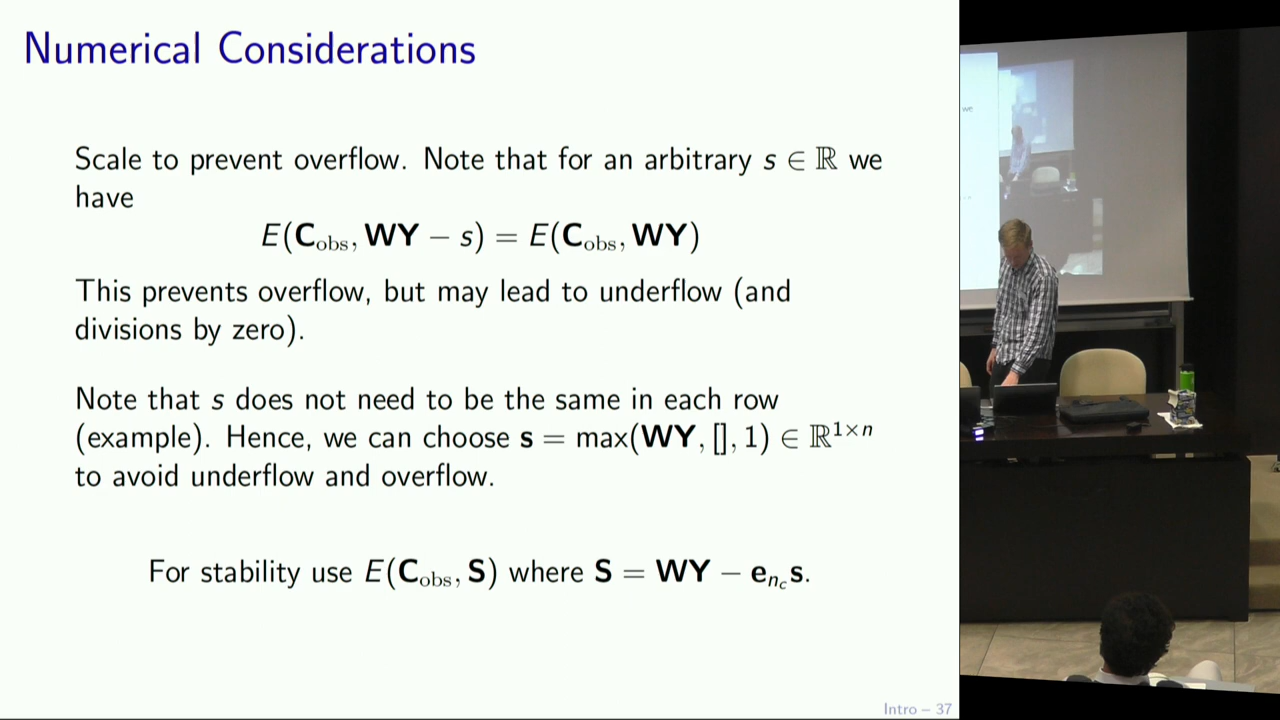 Numerical Considerations
Scale to prevent overflow. Note that for an arbitrary s ∈ ℝ we
have
E(C_obs, WY − s) = E(C_obs, WY)
This prevents overflow, but may lead to underflow (and
divisions by zero).
Note that s does not need to be the same in each row
(example). Hence, we can choose s = max(WY, [], 1) ∈ ℝ^{1×n}
to avoid underflow and overflow.
For stability use E(C_obs, S) where S = WY − e_{n_c}s.
Intro – 37
we